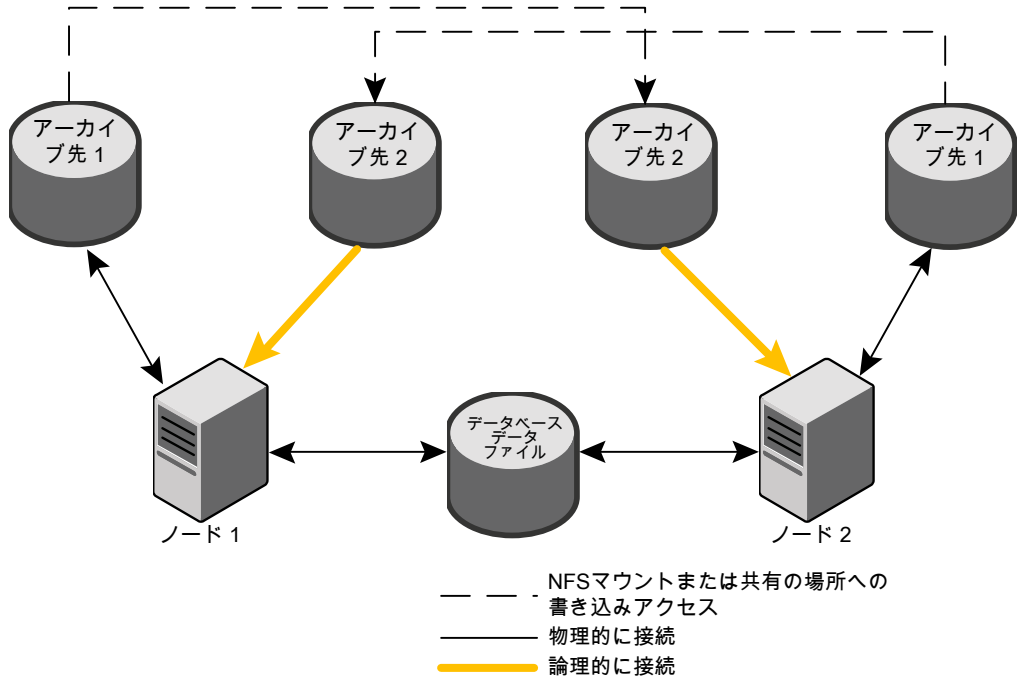 アーカイ
ブ先 1
アーカイ
ブ先 2
アーカイ
ブ先 2
アーカイ
ブ先 1
データベース
データ
ファイル
ノード 1
ノード 2
NFSマウントまたは共有の場所への
書き込みアクセス
物理的に接続
論理的に接続